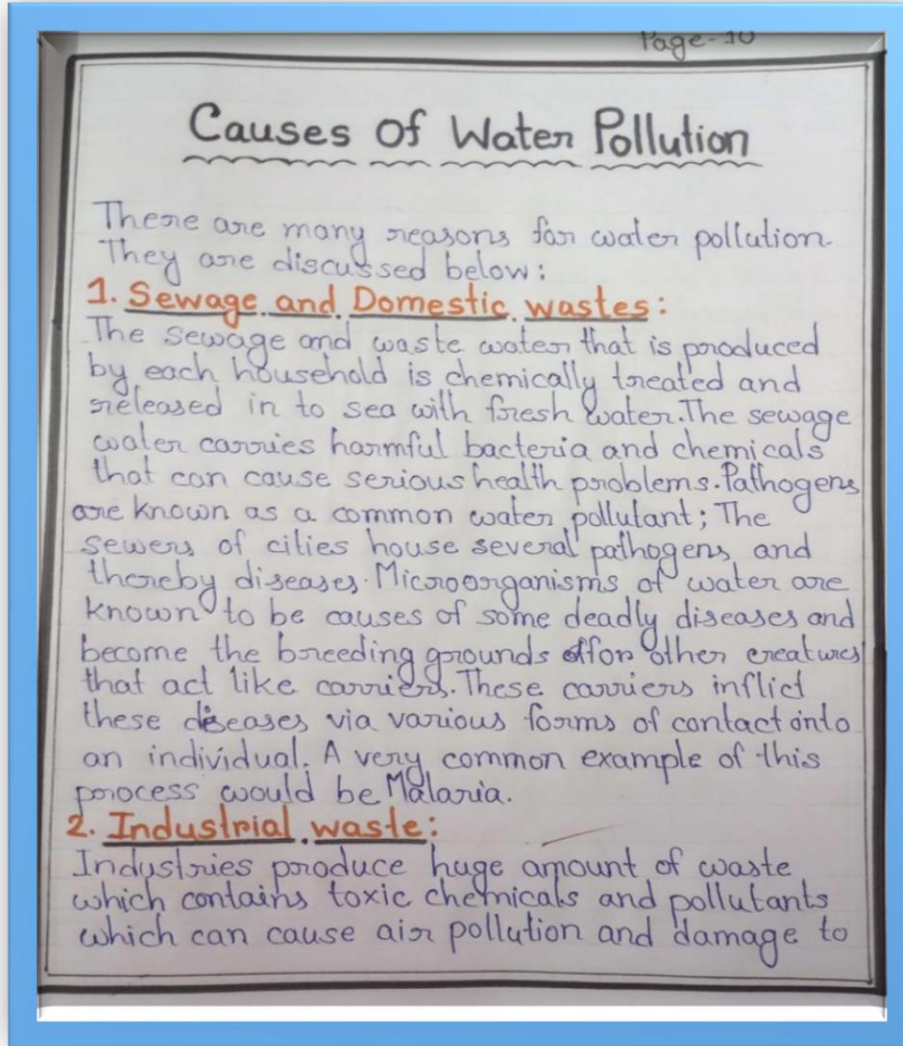 Page-10
Causes Of Water Pollution
There are many reasons for water pollution.
They are discussed below:
1. Sewage and Domestic wastes:
The sewage and waste water that is produced
by each household is chemically treated and
released in to sea with fresh water. The sewage
water carries harmful bacteria and chemicals
that can cause serious health problems. Pathogens
are known as a common water pollutant; The
sewers of cities house several pathogens and
thereby diseases. Microorganisms of water are
known to be causes of some deadly diseases and
become the breeding grounds for other creatures
that act like carriers. These carriers inflict
these diseases via various forms of contact onto
an individual. A very common example of this
process would be Malaria.
2. Industrial waste:
Industries produce huge amount of waste
which contains toxic chemicals and pollutants
which can cause air pollution and damage to